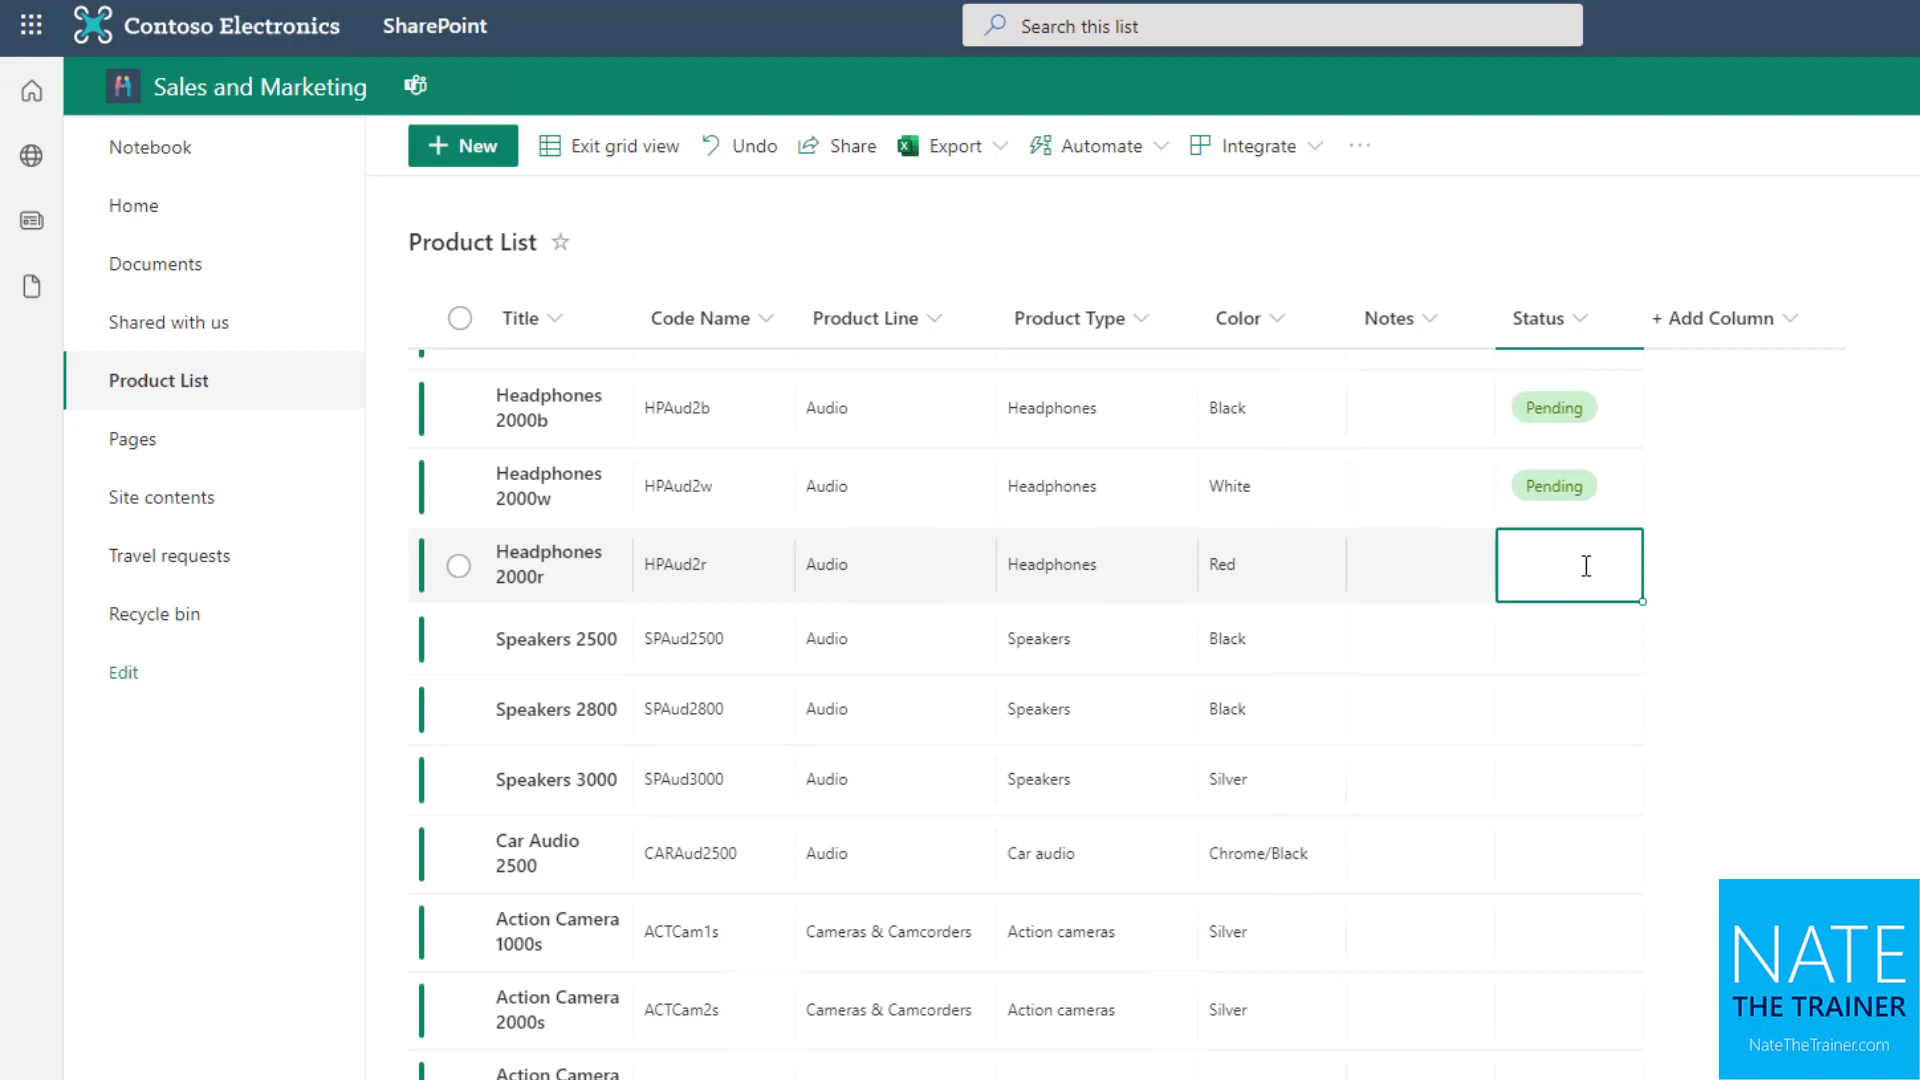 Contoso Electronics SharePoint Search this list
Sales and Marketing
Notebook
Home
Documents
Shared with us
Product List
Pages
Site contents
Travel requests
Recycle bin
Edit
+ New Exit grid view Undo Share Export Automate Integrate ...
Product List
Title Code Name Product Line Product Type Color Notes Status + Add Column
Headphones
2000b
HPAud2b Audio Headphones Black Pending
Headphones
2000w
HPAud2w Audio Headphones White Pending
Headphones
2000r
HPAud2r Audio Headphones Red
Speakers 2500 SPAud2500 Audio Speakers Black
Speakers 2800 SPAud2800 Audio Speakers Black
Speakers 3000 SPAud3000 Audio Speakers Silver
Car Audio
2500
CARAud2500 Audio Car audio Chrome/Black
Action Camera
1000s
ACTCam1s Cameras & Camcorders Action cameras Silver
Action Camera
2000s
ACTCam2s Cameras & Camcorders Action cameras Silver
Action Camera
NATE
THE TRAINER
NateTheTrainer.com